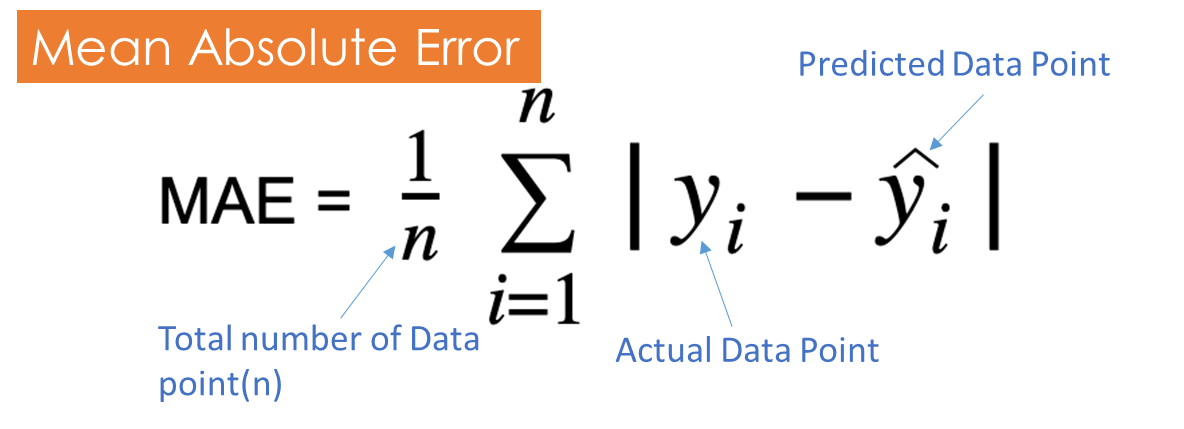 Mean Absolute Error
Predicted Data Point
MAE = 1/n n ∑ i=1 | yᵢ − ŷᵢ |
Total number of Data
point(n)
Actual Data Point